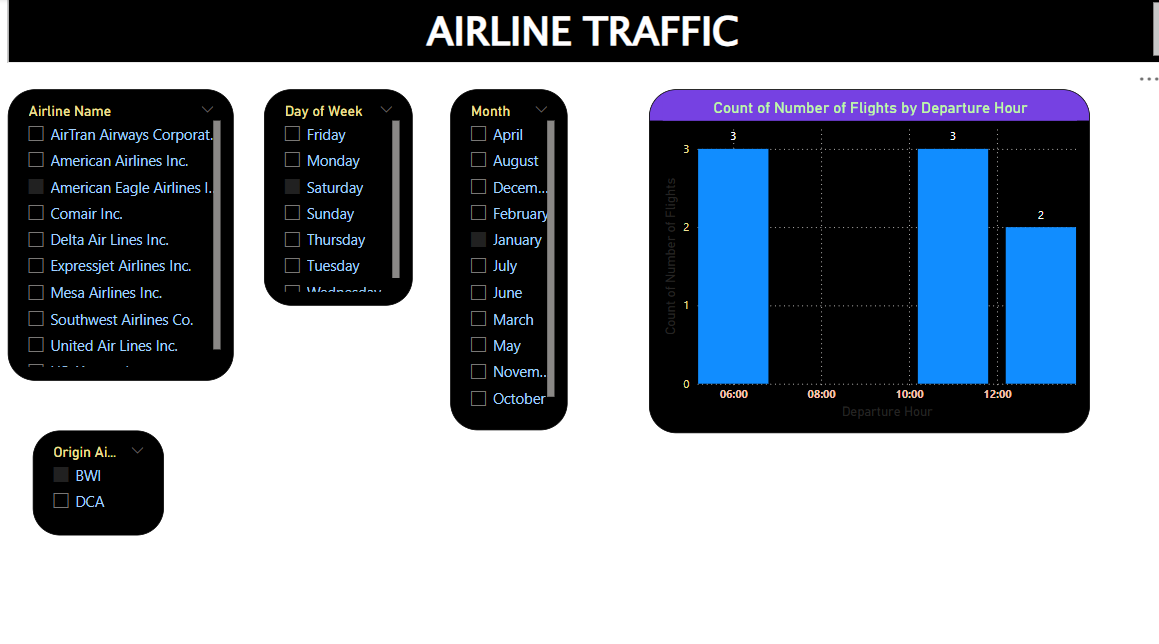 AIRLINE TRAFFIC
Airline Name
AirTran Airways Corporat.
American Airlines Inc.
American Eagle Airlines I.
Comair Inc.
Delta Air Lines Inc.
Expressjet Airlines Inc.
Mesa Airlines Inc.
Southwest Airlines Co.
United Air Lines Inc.
Day of Week
Friday
Monday
Saturday
Sunday
Thursday
Tuesday
Wednesday
Month
April
August
Decem...
February
January
July
June
March
May
Novem..
October
Count of Number of Flights by Departure Hour
3
3
2
Count of Number of Flights
3
2
1
0
06:00
08:00
10:00
12:00
Departure Hour
Origin Ai...
BWI
DCA